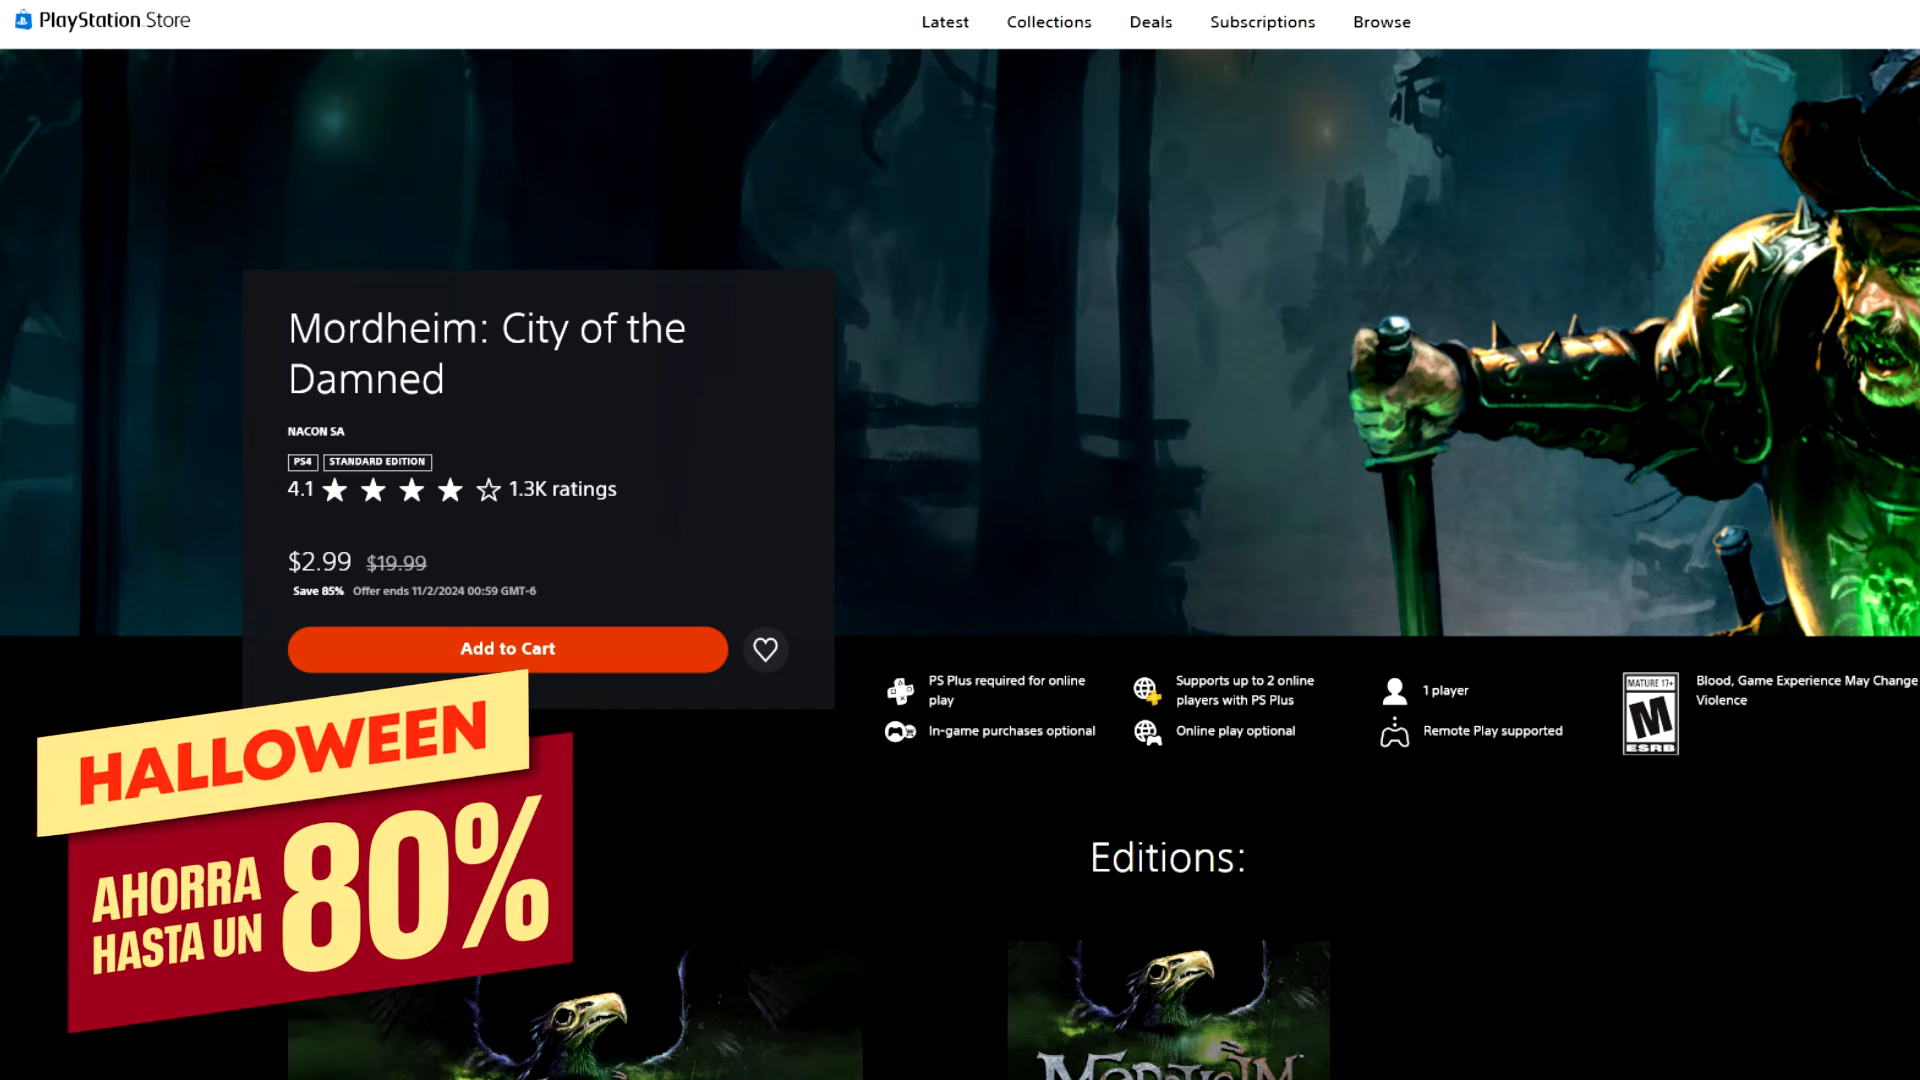 PlayStation Store
Latest
Collections
Deals
Subscriptions
Browse
Mordheim: City of the
Damned
NACON SA
PS4
STANDARD EDITION
4.1
1.3K ratings
$2.99 $19.99
Save 85% Offer ends 11/2/2024 00:59 GMT-6
Add to Cart
PS Plus required for online
play
In-game purchases optional
Supports up to 2 online
players with PS Plus
Online play optional
1 player
Remote Play supported
MATURE 17+
M
ESRB
Blood, Game Experience May Change
Violence
HALLOWEEN
AHORRA
HASTA UN
80%
Editions:
MORDHEIM